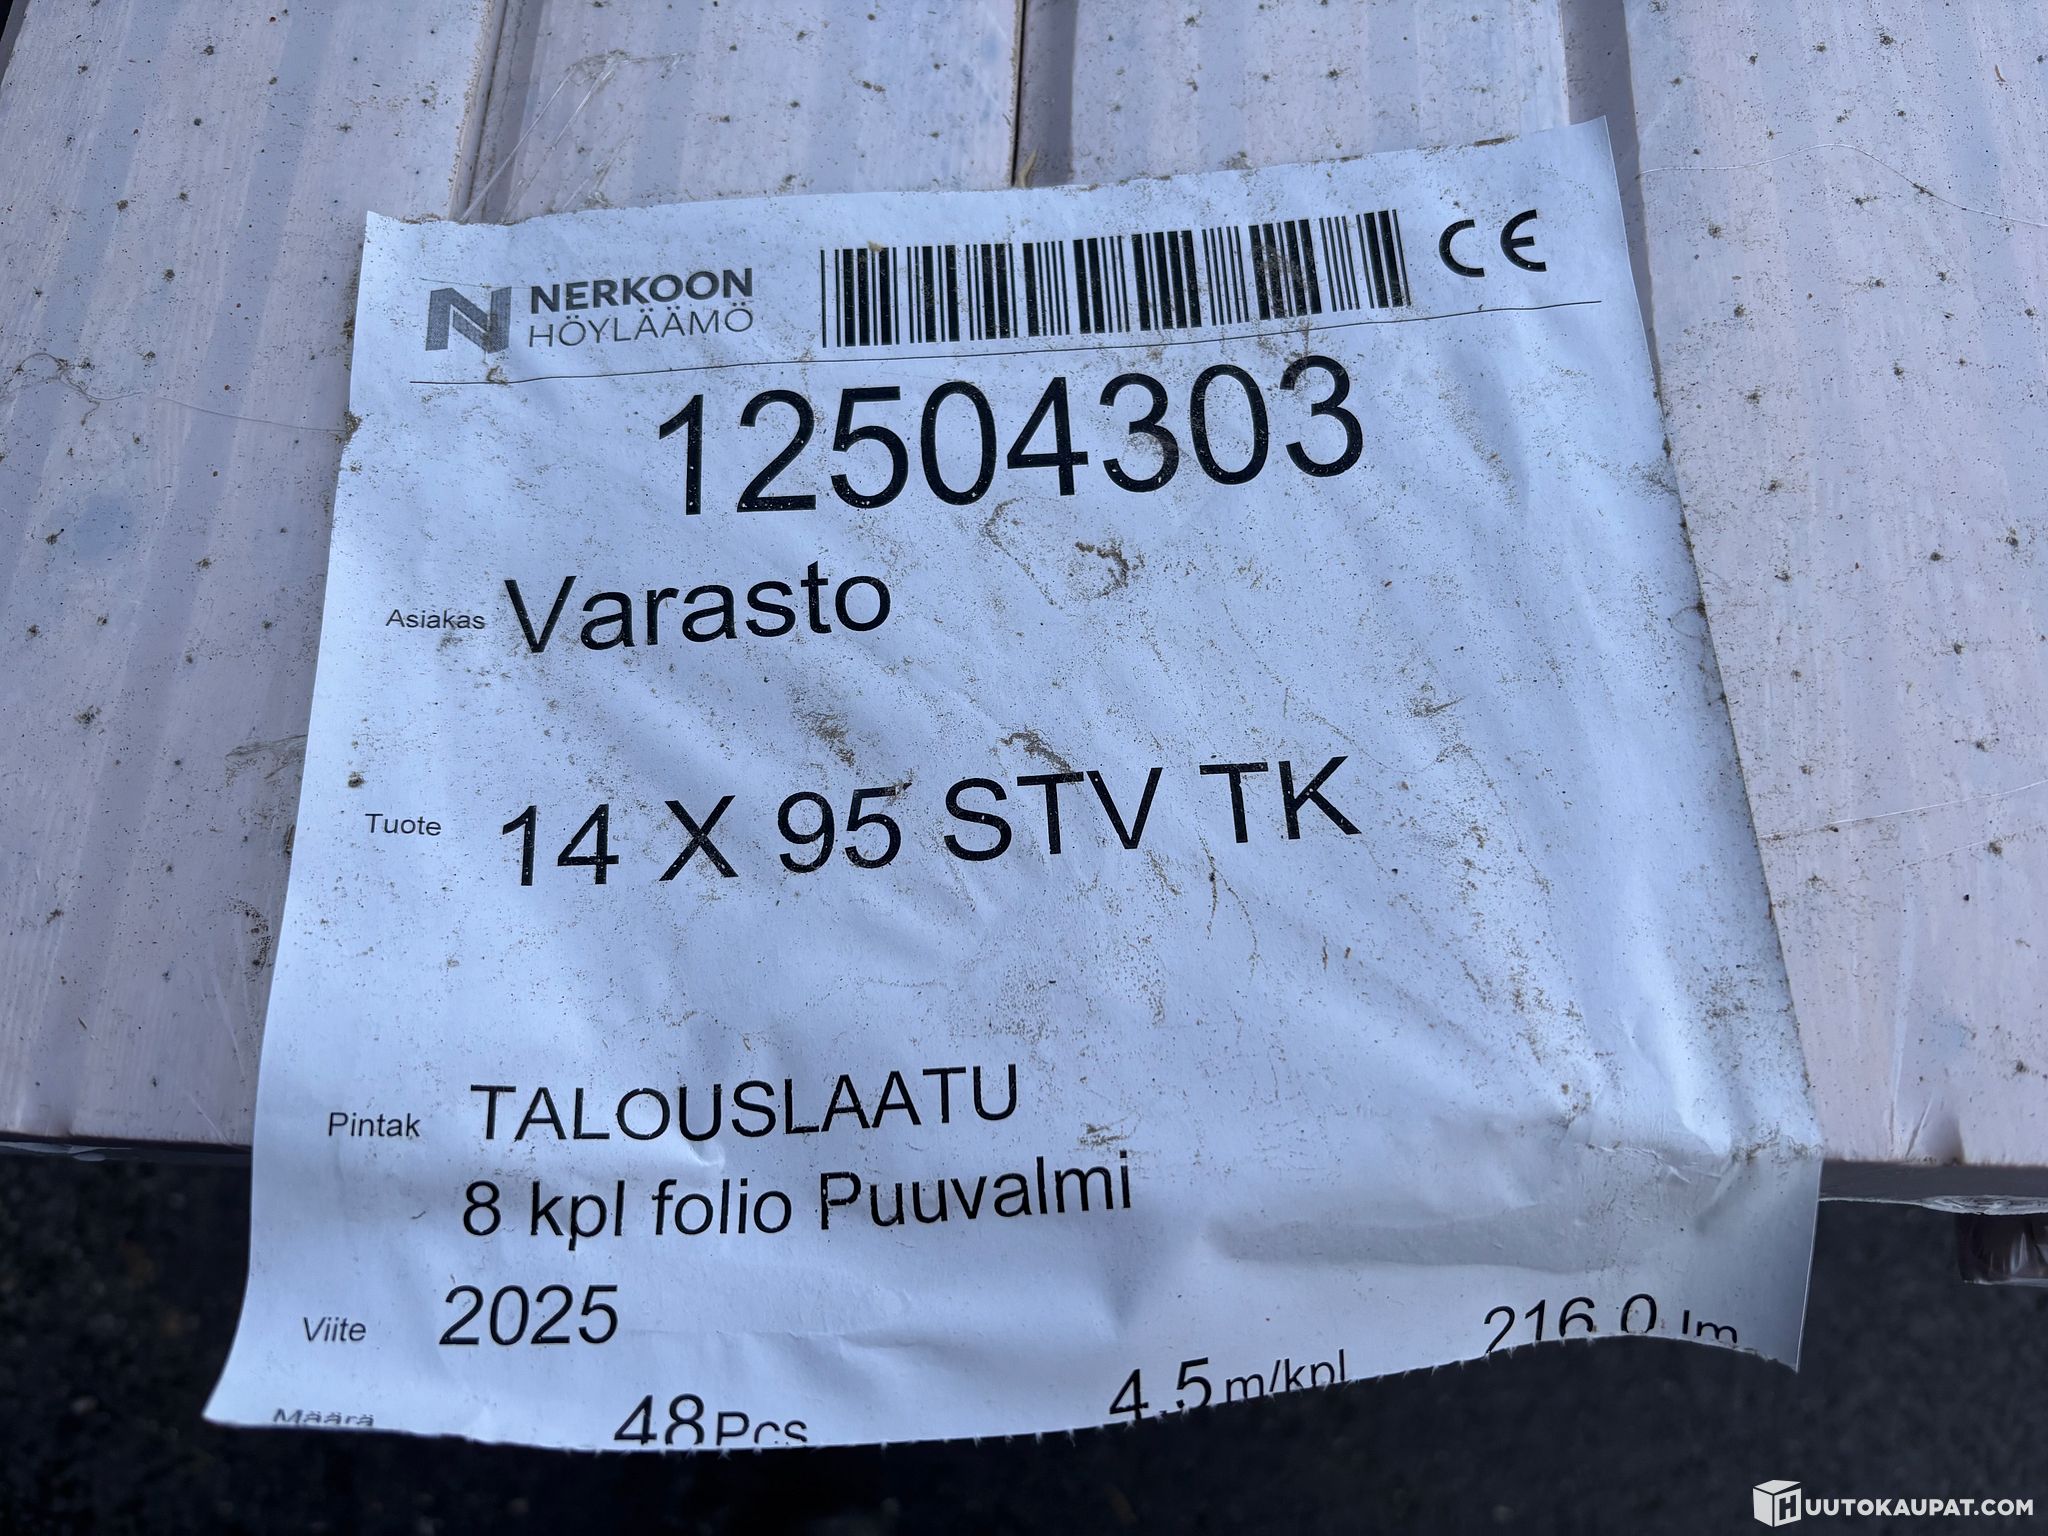 NERKOON
HÖYLÄÄMÖ
CE
12504303
Asiakas Varasto
Tuote 14 X 95 STV TK
Pintak TALOUSLAATU
8 kpl folio Puuvalmi
Viite 2025
Määrä 48 Pcs 4.5 m/kpl 216.0 lm
HUUTOKAUPAT.COM